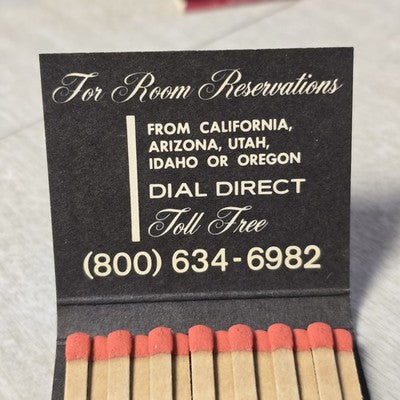 For Room Reservations
FROM CALIFORNIA,
ARIZONA, UTAH,
IDAHO OR OREGON
DIAL DIRECT
Toll Free
(800) 634-6982